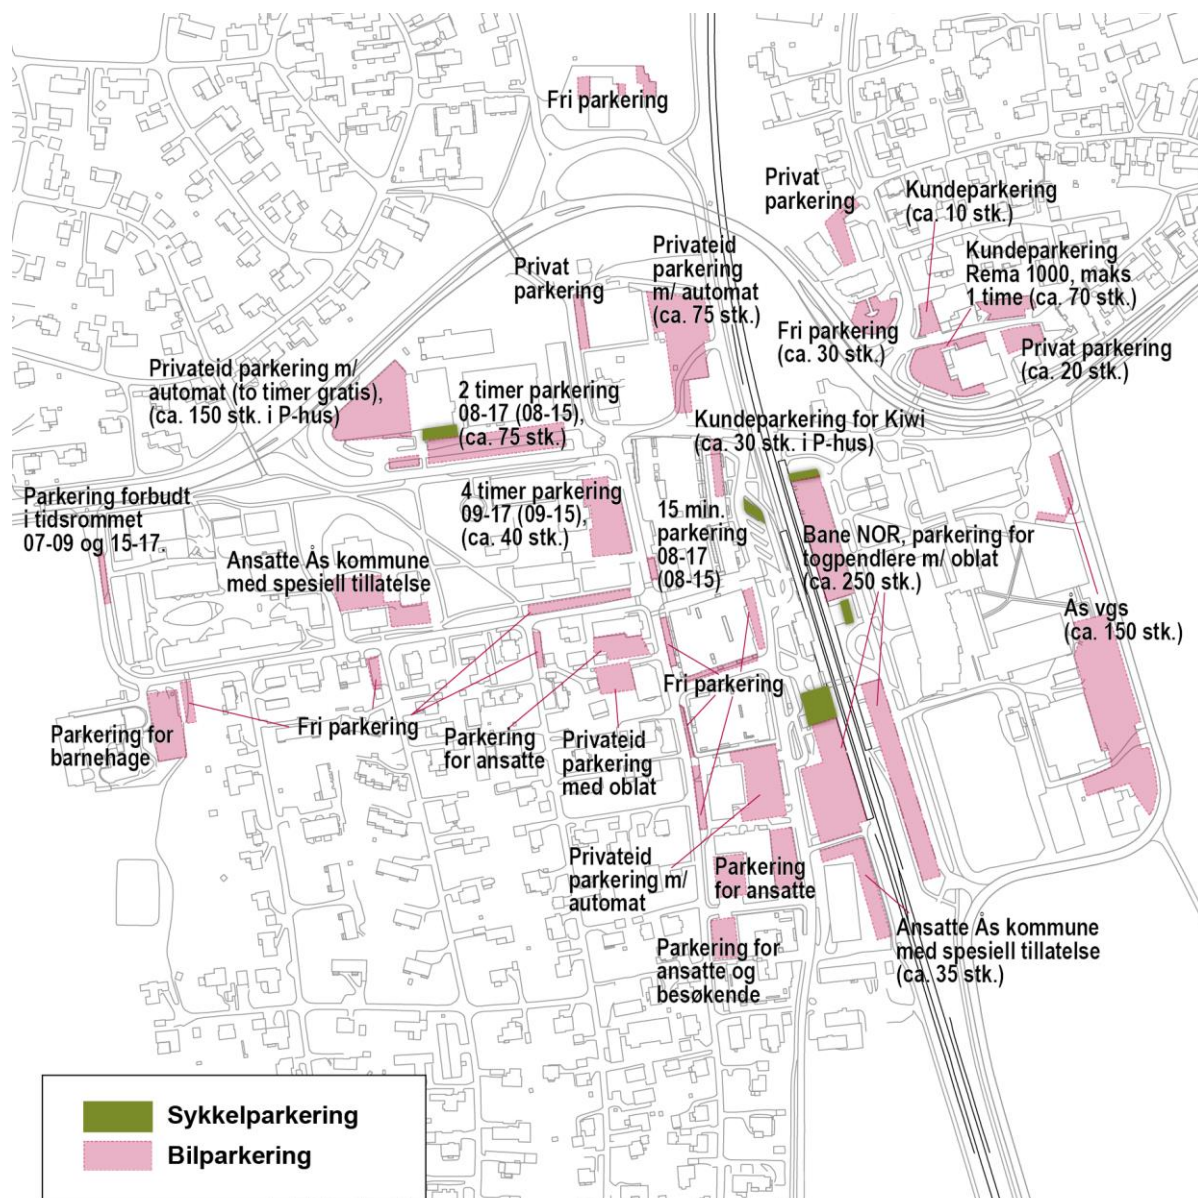 Fri parkering
Privat
parkering
Kundeparkering
(ca. 10 stk.)
Privateid
parkering
m/ automat
(ca. 75 stk.)
Kundeparkering
Rema 1000, maks
1 time (ca. 70 stk.)
Privat
parkering
Fri parkering
(ca. 30 stk.)
Privat parkering
(ca. 20 stk.)
Privateid parkering m/
automat (to timer gratis),
(ca. 150 stk. i P-hus)
2 timer parkering
08-17 (08-15),
(ca. 75 stk.)
Kundeparkering for Kiwi
(ca. 30 stk. i P-hus)
Parkering forbudt
i tidsrommet
07-09 og 15-17.
4 timer parkering
09-17 (09-15),
(ca. 40 stk.)
15 min.
parkering
08-17
(08-15)
Bane NOR, parkering for
togpendlere m/ oblat
(ca. 250 stk.)
Ansatte Ås kommune
med spesiell tillatelse
Ås vgs
(ca. 150 stk.)
Fri parkering
Parkering for
barnehage
Fri parkering
Parkering
for ansatte
Privateid
parkering
med oblat
Privateid
parkering m/
automat
Parkering
for ansatte
Ansatte Ås kommune
med spesiell tillatelse
(ca. 35 stk.)
Parkering for
ansatte og
besøkende
Sykkelparkering
Bilparkering